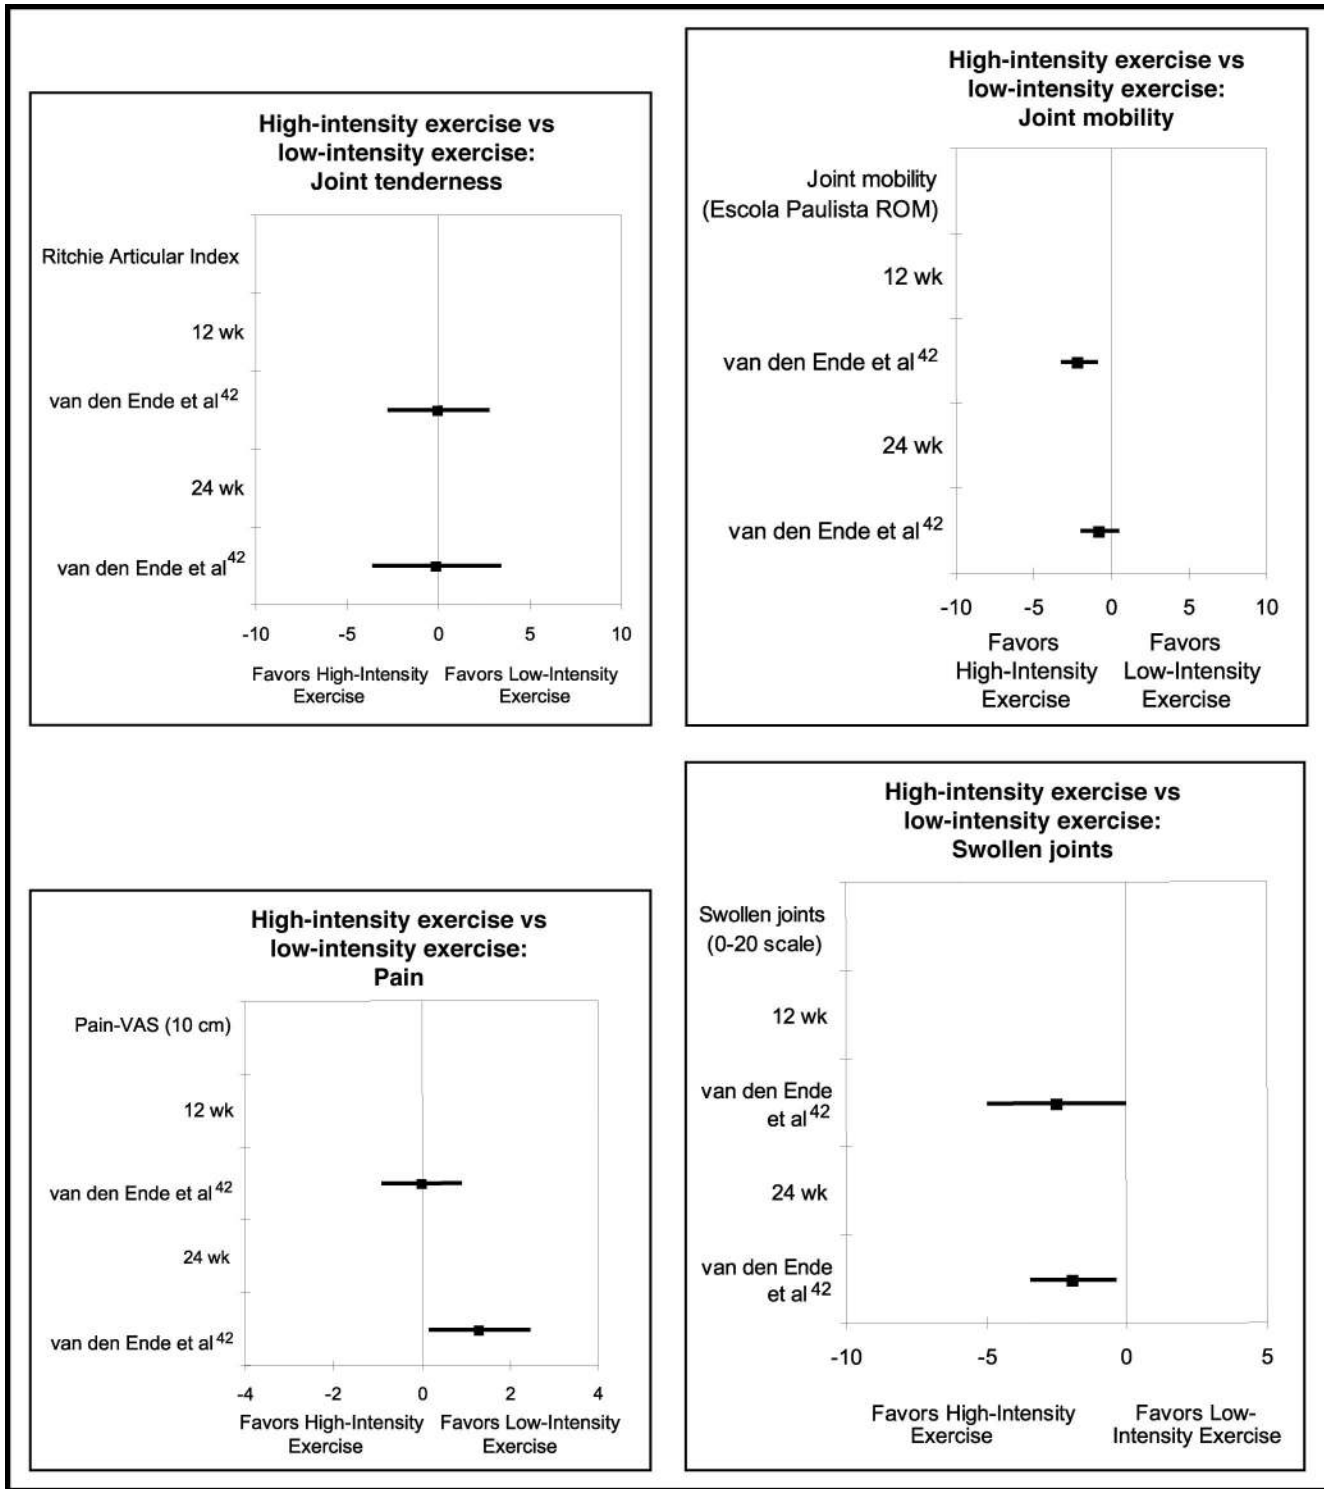 High-intensity exercise vs
low-intensity exercise:
Joint tenderness
Ritchie Articular Index
12 wk
van den Ende et al42
24 wk
van den Ende et al42
-10 -5 0 5 10
Favors High-Intensity Favors Low-Intensity
Exercise Exercise
High-intensity exercise vs
low-intensity exercise:
Joint mobility
Joint mobility
(Escola Paulista ROM)
12 wk
van den Ende et al42
24 wk
van den Ende et al42
-10 -5 0 5 10
Favors Favors
High-Intensity Low-Intensity
Exercise Exercise
High-intensity exercise vs
low-intensity exercise:
Pain
Pain-VAS (10 cm)
12 wk
van den Ende et al42
24 wk
van den Ende et al42
-4 -2 0 2 4
Favors High-Intensity Favors Low-Intensity
Exercise Exercise
High-intensity exercise vs
low-intensity exercise:
Swollen joints
Swollen joints
(0-20 scale)
12 wk
van den Ende
et al42
24 wk
van den Ende
et al42
-10 -5 0 5
Favors High-Intensity Favors Low-
Exercise Intensity Exercise